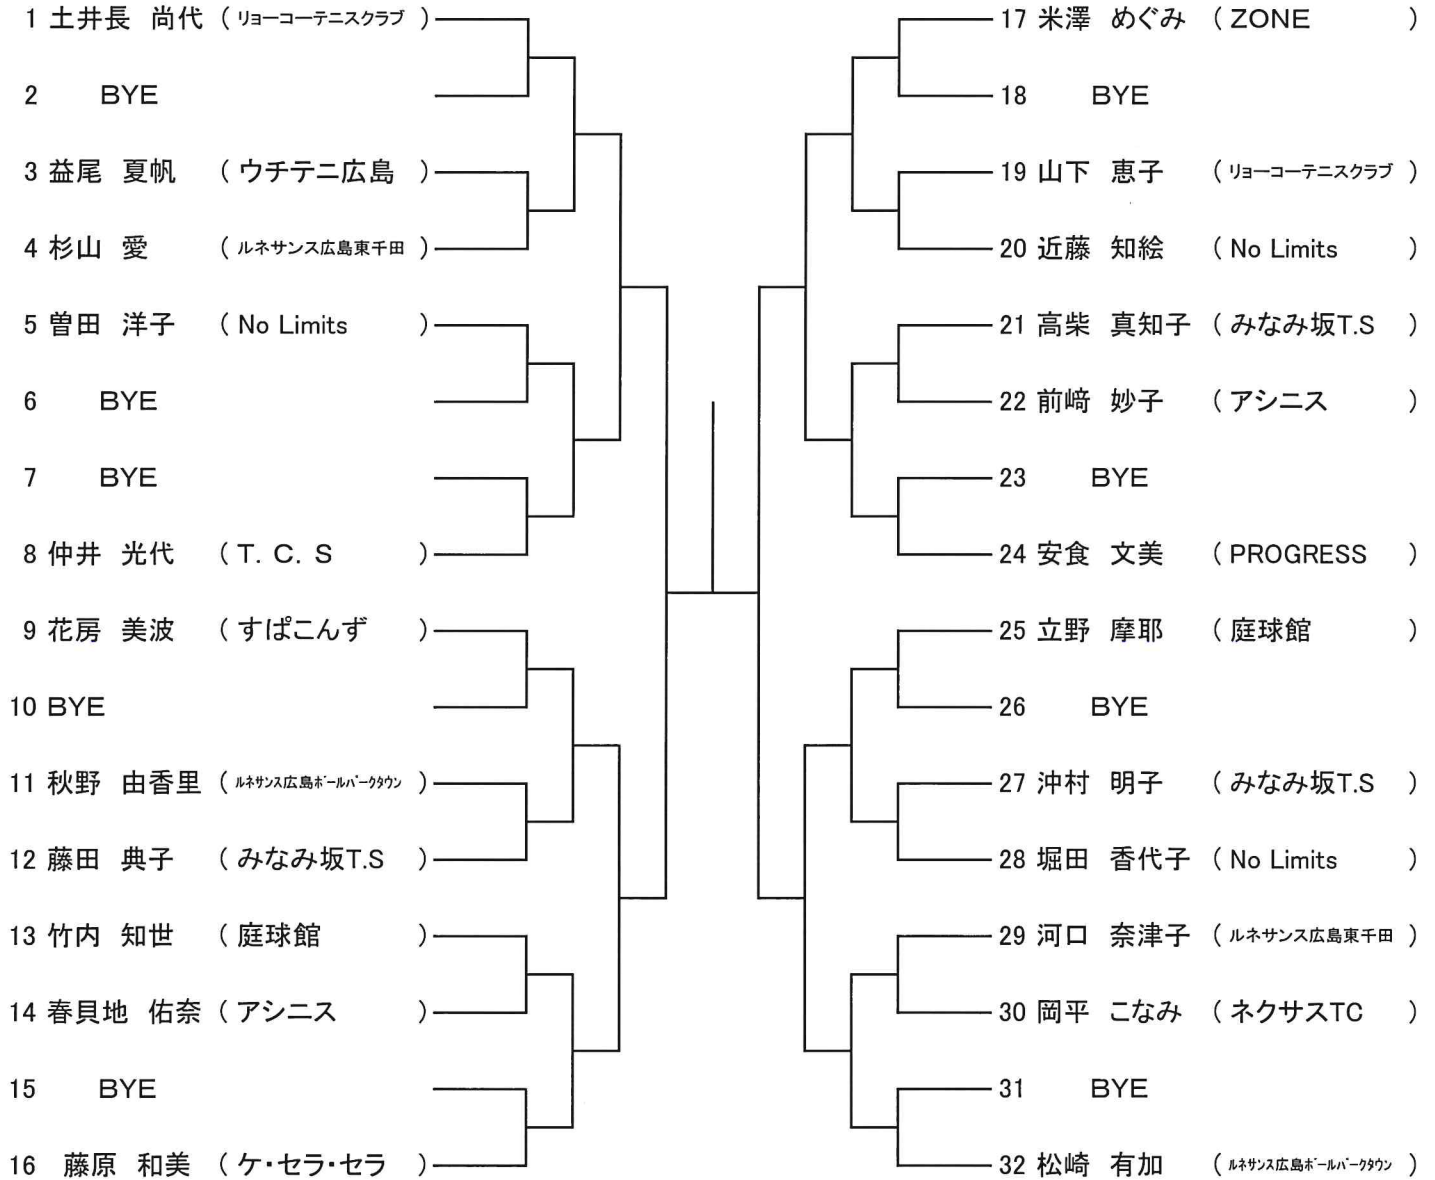 1 土井長 尚代 ( リョーコーテニスクラブ )
2 BYE
3 益尾 夏帆 ( ウチテニ広島 )
4 杉山 愛 ( ルネサンス広島東千田 )
5 曽田 洋子 ( No Limits )
6 BYE
7 BYE
8 仲井 光代 ( T. C. S )
9 花房 美波 ( すぱこんず )
10 BYE
11 秋野 由香里 ( ﾙﾈｻﾝｽ広島ﾎﾞｰﾙﾊﾟｰｸﾀｳﾝ )
12 藤田 典子 ( みなみ坂T.S )
13 竹内 知世 ( 庭球館 )
14 春貝地 佑奈 ( アシニス )
15 BYE
16 藤原 和美 ( ケ・セラ・セラ )
17 米澤 めぐみ ( ZONE )
18 BYE
19 山下 恵子 ( リョーコーテニスクラブ )
20 近藤 知絵 ( No Limits )
21 高柴 真知子 ( みなみ坂T.S )
22 前﨑 妙子 ( アシニス )
23 BYE
24 安食 文美 ( PROGRESS )
25 立野 摩耶 ( 庭球館 )
26 BYE
27 沖村 明子 ( みなみ坂T.S )
28 堀田 香代子 ( No Limits )
29 河口 奈津子 ( ルネサンス広島東千田 )
30 岡平 こなみ ( ネクサスTC )
31 BYE
32 松崎 有加 ( ﾙﾈｻﾝｽ広島ﾎﾞｰﾙﾊﾟｰｸﾀｳﾝ )